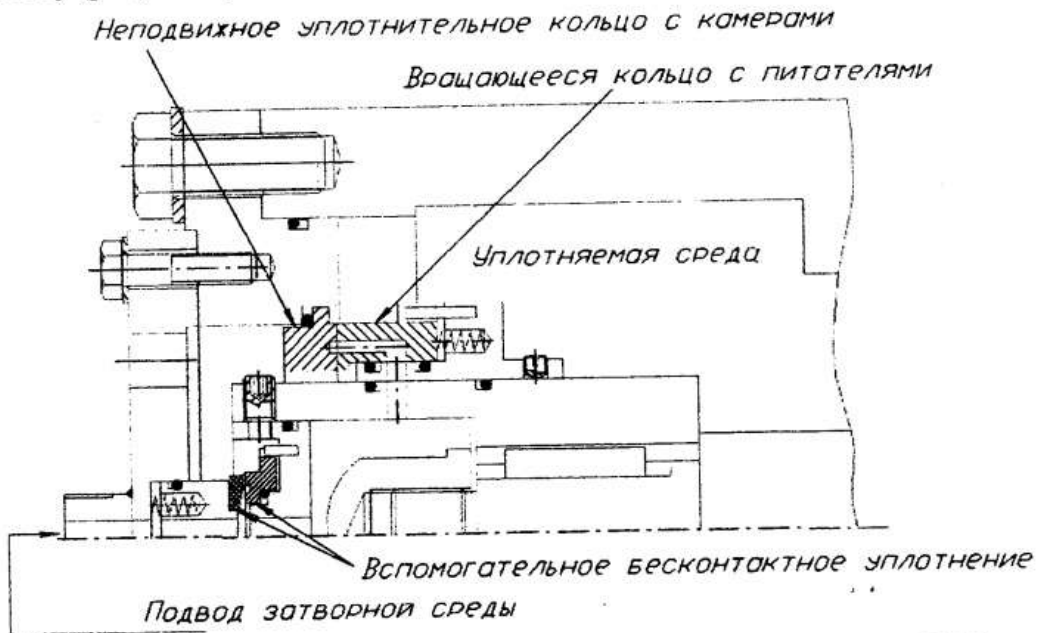 Неподвижное уплотнительное кольцо с камерами
Вращающееся кольцо с питателями
Уплотняемая среда
Вспомогательное бесконтактное уплотнение
Подвод затворной среды